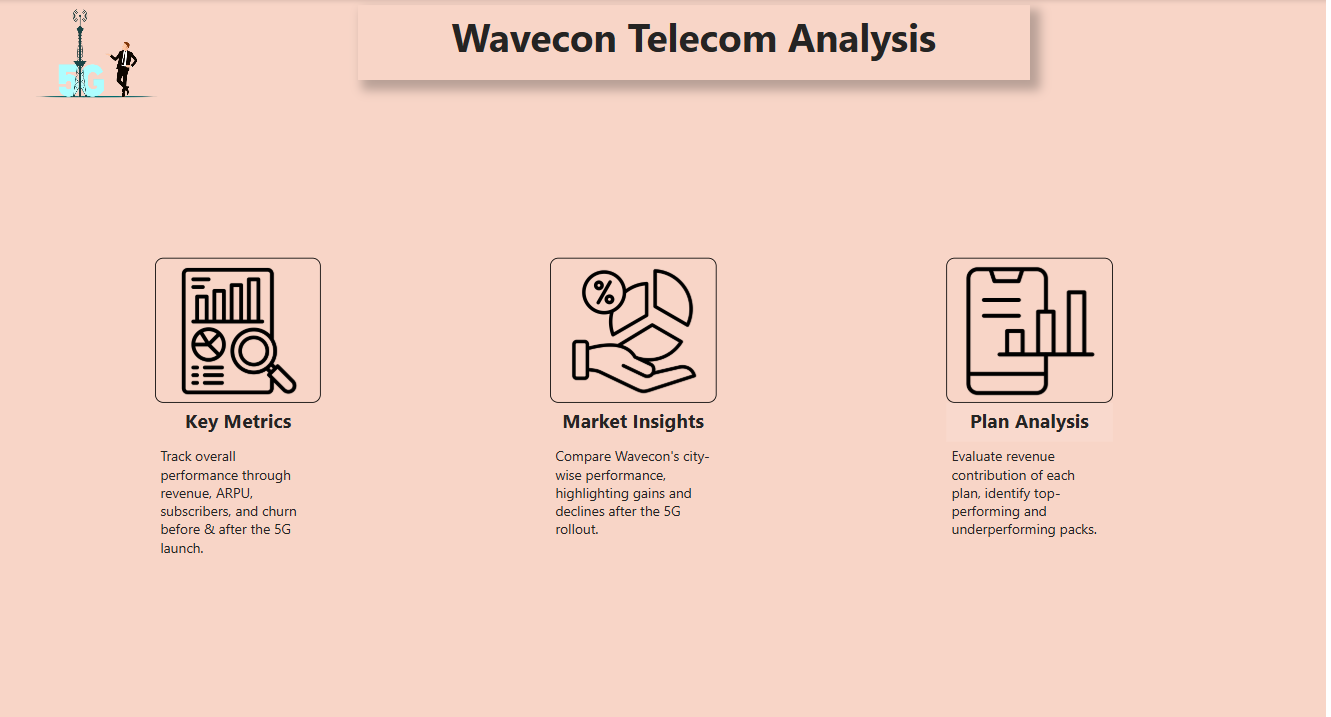 5G
Wavecon Telecom Analysis
%
Key Metrics
Track overall
performance through
revenue, ARPU,
subscribers, and churn
before & after the 5G
launch.
Market Insights
Compare Wavecon's city-
wise performance,
highlighting gains and
declines after the 5G
rollout.
Plan Analysis
Evaluate revenue
contribution of each
plan, identify top-
performing and
underperforming packs.